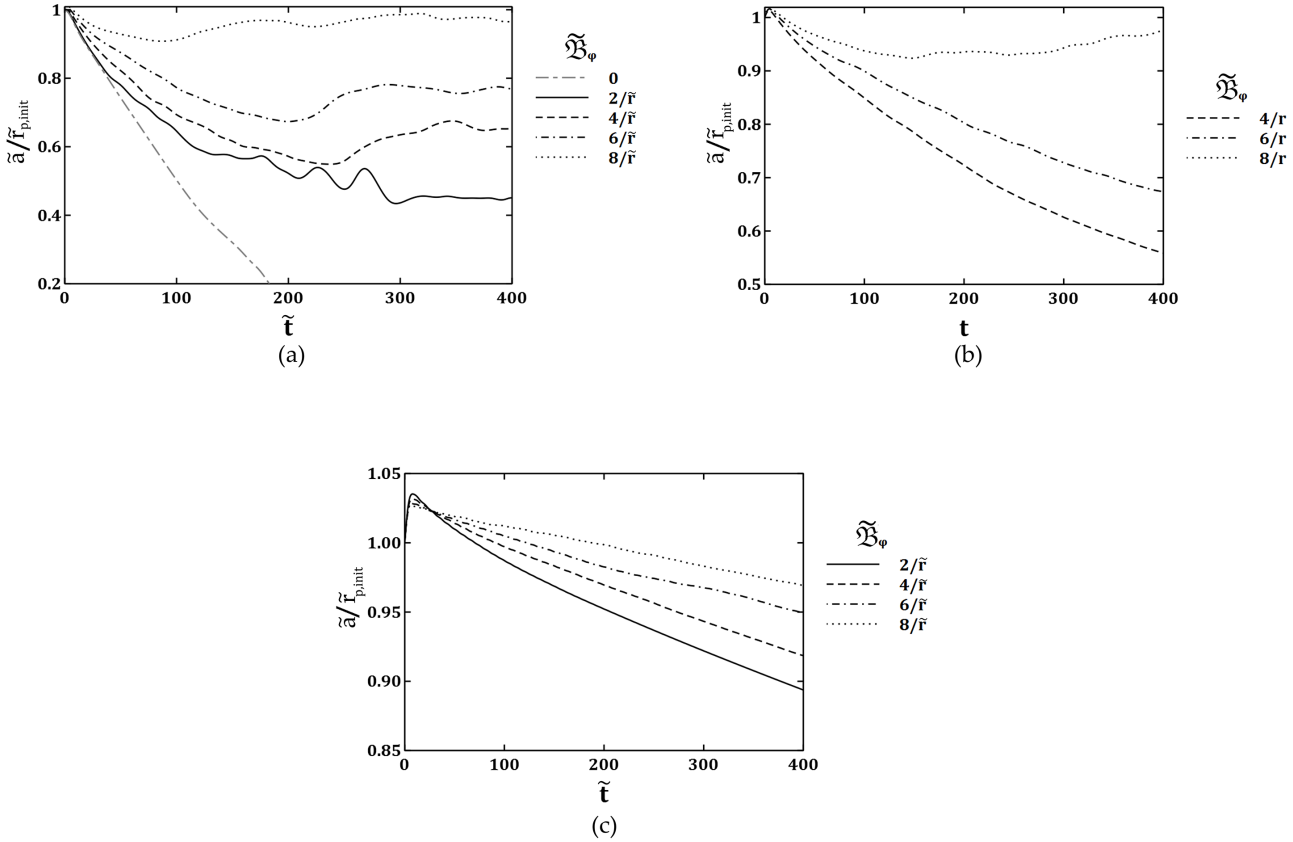 1
0.8
0.6
0.4
0.2
0 100 200 300 400
ã/r̃p,init
t̃
(a)
𝔅̃φ
0
2/r̃
4/r̃
6/r̃
8/r̃
1
0.9
0.8
0.7
0.6
0.5
0 100 200 300 400
ã/r̃p,init
t
(b)
𝔅̃φ
4/r
6/r
8/r
1.05
1.00
0.95
0.90
0.85
0 100 200 300 400
ã/r̃p,init
t̃
(c)
𝔅̃φ
2/r̃
4/r̃
6/r̃
8/r̃